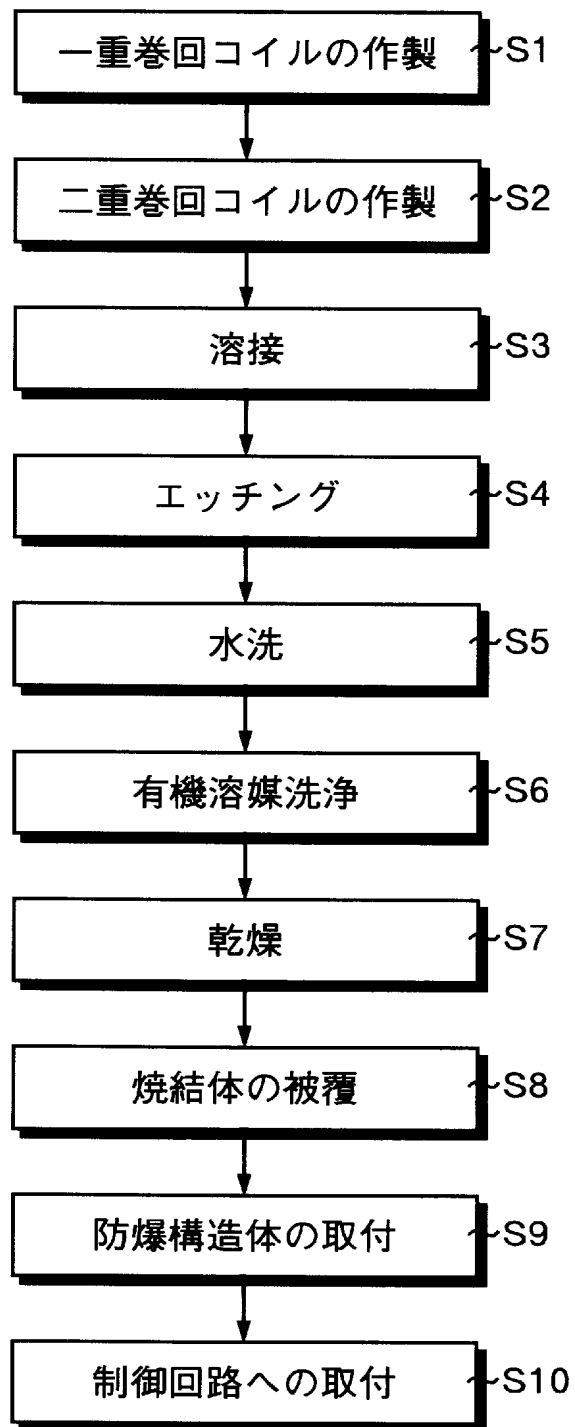 一重巻回コイルの作製 S1
二重巻回コイルの作製 S2
溶接 S3
エッチング S4
水洗 S5
有機溶媒洗浄 S6
乾燥 S7
焼結体の被覆 S8
防爆構造体の取付 S9
制御回路への取付 S10